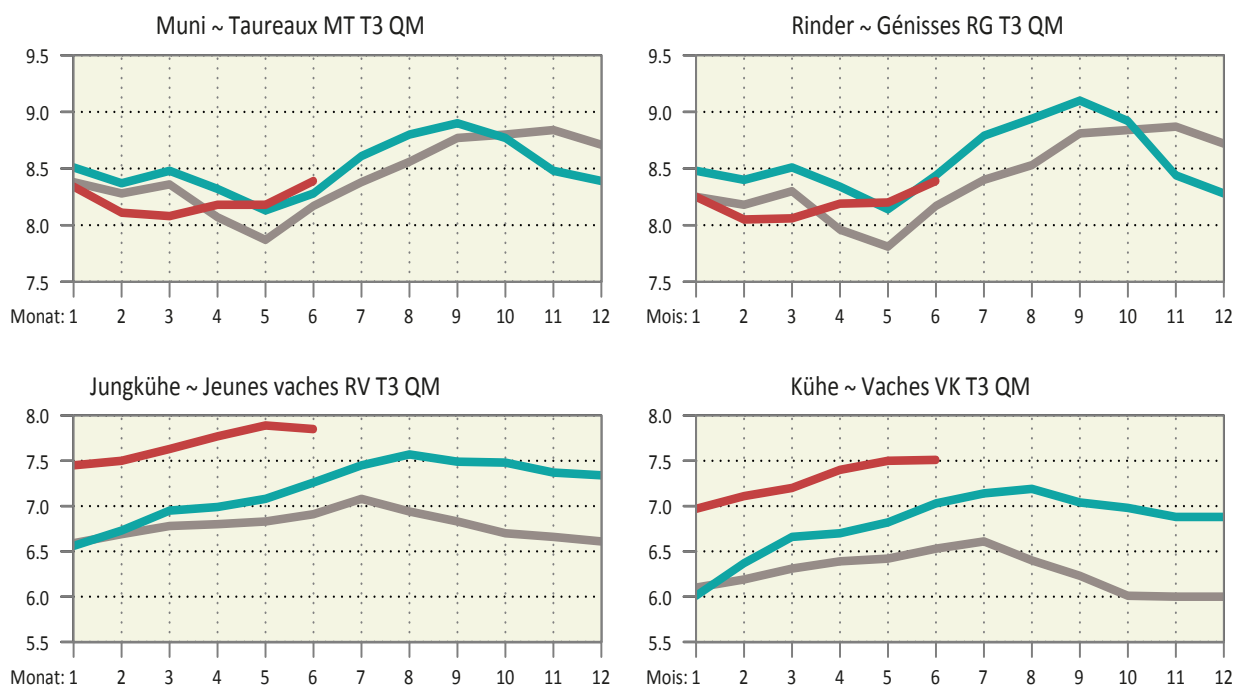 Muni ~ Taureaux MT T3 QM
9.5
9.0
8.5
8.0
7.5
Monat: 1 2 3 4 5 6 7 8 9 10 11 12
Rinder ~ Génisses RG T3 QM
9.5
9.0
8.5
8.0
7.5
Mois: 1 2 3 4 5 6 7 8 9 10 11 12
Jungkühe ~ Jeunes vaches RV T3 QM
8.0
7.5
7.0
6.5
6.0
5.5
Monat: 1 2 3 4 5 6 7 8 9 10 11 12
Kühe ~ Vaches VK T3 QM
8.0
7.5
7.0
6.5
6.0
5.5
Mois: 1 2 3 4 5 6 7 8 9 10 11 12